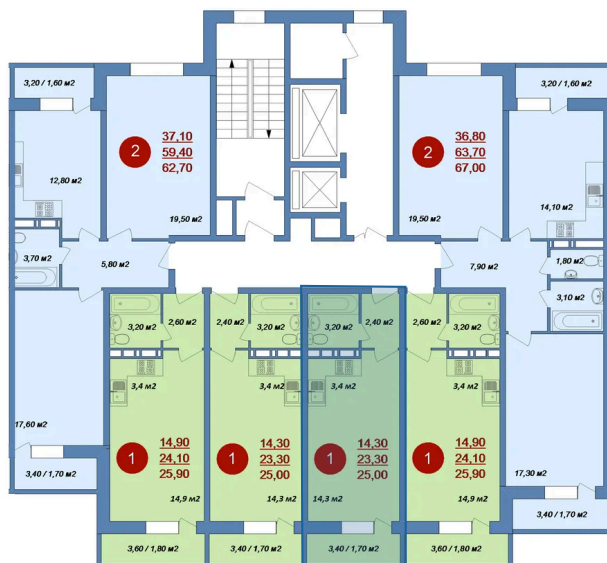 3,20 / 1,60 м2
3,20 / 1,60 м2
2
37,10
59,40
62,70
2
36,80
63,70
67,00
12,80 м2
14,10 м2
19,50 м2
19,50 м2
3,70 м2
5,80 м2
7,90 м2
1,80 м2
3,10 м2
3,20 м2
2,60 м2
2,40 м2
3,20 м2
3,20 м2
2,40 м2
2,60 м2
3,20 м2
3,4 м2
3,4 м2
3,4 м2
3,4 м2
17,60 м2
1
14,90
24,10
25,90
1
14,30
23,30
25,00
1
14,30
23,30
25,00
1
14,90
24,10
25,90
17,30 м2
3,40 / 1,70 м2
14,9 м2
14,3 м2
14,3 м2
14,9 м2
3,40 / 1,70 м2
3,60 / 1,80 м2
3,40 / 1,70 м2
3,40 / 1,70 м2
3,60 / 1,80 м2